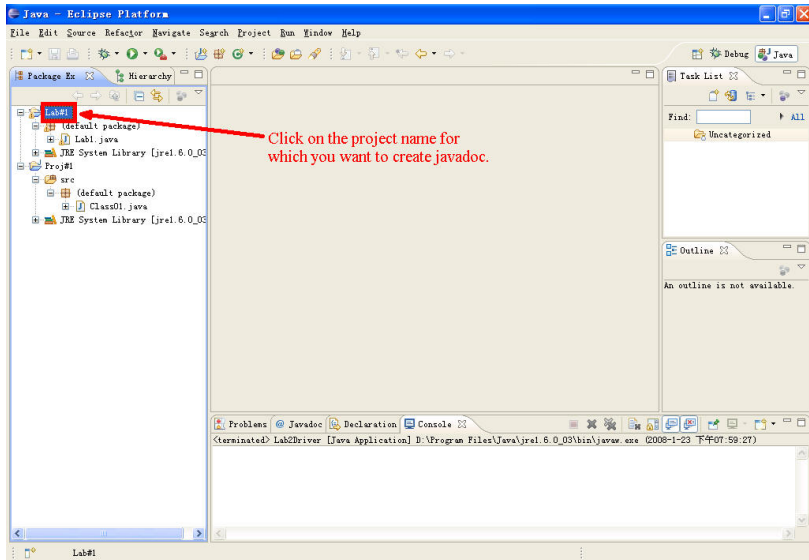 Java - Eclipse Platform
File Edit Source Refactor Navigate Search Project Run Window Help
Debug Java
Package Ex Hierarchy
Lab#1
(default package)
Lab1.java
JRE System Library [jre1.6.0_03
Proj#1
src
(default package)
Class01.java
JRE System Library [jre1.6.0_03
Click on the project name for
which you want to create javadoc.
Task List
Find: All
Uncategorized
Outline
An outline is not available.
Problems @ Javadoc Declaration Console
<terminated> Lab2Driver [Java Application] D:\Program Files\Java\jre1.6.0_03\bin\javaw.exe (2008-1-23 下午07:59:27)
Lab#1